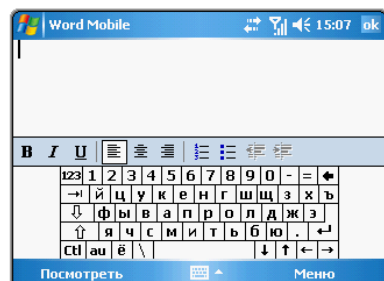 Word Mobile 15:07 ok
B I U
123 1 2 3 4 5 6 7 8 9 0 - =
й ц у к е н г ш щ з х ъ
ф ы в а п р о л д ж э
я ч с м и т ь б ю .
Ctl au ё \
Посмотреть Меню